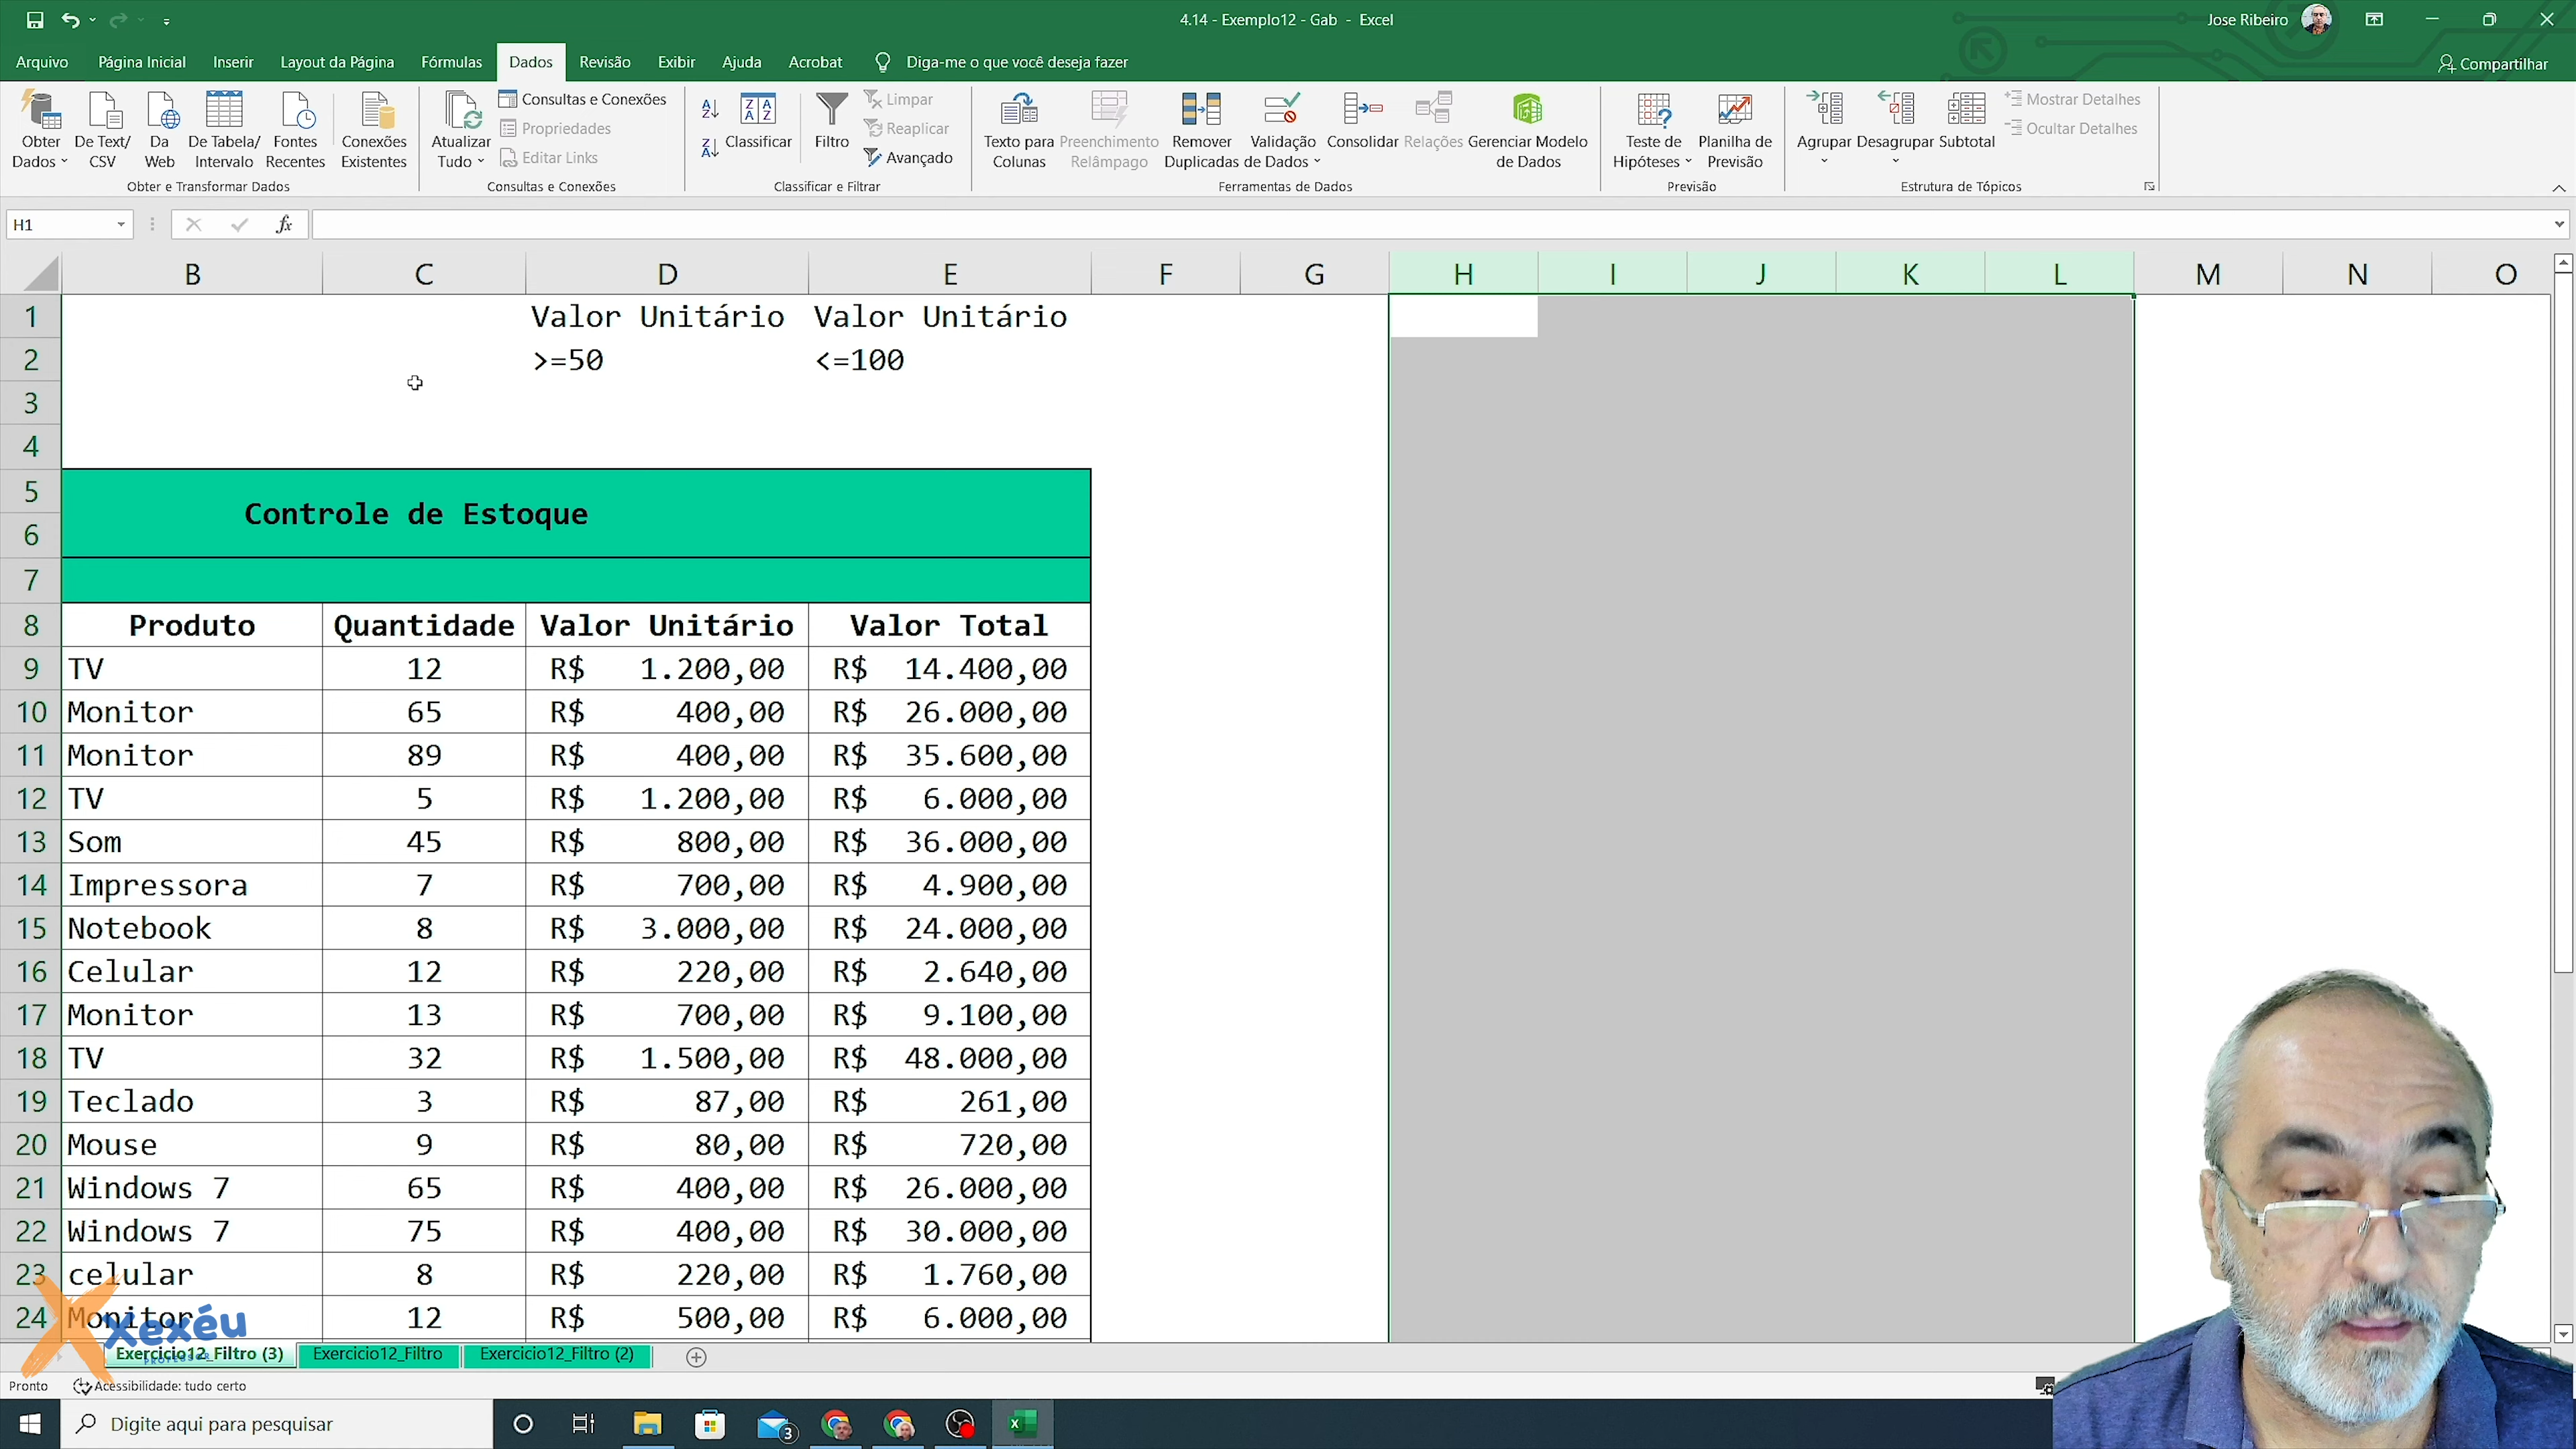 4.14 - Exemplo12 - Gab - Excel
Jose Ribeiro
Arquivo Página Inicial Inserir Layout da Página Fórmulas Dados Revisão Exibir Ajuda Acrobat Diga-me o que você deseja fazer
Compartilhar
Obter Dados
De Text/ CSV
Da Web
De Tabela/ Intervalo
Fontes Recentes
Conexões Existentes
Obter e Transformar Dados
Atualizar Tudo
Consultas e Conexões
Propriedades
Editar Links
Consultas e Conexões
Classificar
Filtro
Limpar
Reaplicar
Avançado
Classificar e Filtrar
Texto para Colunas
Preenchimento Relâmpago
Remover Duplicadas
Validação de Dados
Consolidar
Relações
Gerenciar Modelo de Dados
Ferramentas de Dados
Teste de Hipóteses
Planilha de Previsão
Previsão
Agrupar
Desagrupar
Subtotal
Mostrar Detalhes
Ocultar Detalhes
Estrutura de Tópicos
H1 fx
B C D E F G H I J K L M N O
1 Valor Unitário Valor Unitário
2 >=50 <=100
3
4
5
Controle de Estoque
6
7
8 Produto Quantidade Valor Unitário Valor Total
9 TV 12 R$ 1.200,00 R$ 14.400,00
10 Monitor 65 R$ 400,00 R$ 26.000,00
11 Monitor 89 R$ 400,00 R$ 35.600,00
12 TV 5 R$ 1.200,00 R$ 6.000,00
13 Som 45 R$ 800,00 R$ 36.000,00
14 Impressora 7 R$ 700,00 R$ 4.900,00
15 Notebook 8 R$ 3.000,00 R$ 24.000,00
16 Celular 12 R$ 220,00 R$ 2.640,00
17 Monitor 13 R$ 700,00 R$ 9.100,00
18 TV 32 R$ 1.500,00 R$ 48.000,00
19 Teclado 3 R$ 87,00 R$ 261,00
20 Mouse 9 R$ 80,00 R$ 720,00
21 Windows 7 65 R$ 400,00 R$ 26.000,00
22 Windows 7 75 R$ 400,00 R$ 30.000,00
23 celular 8 R$ 220,00 R$ 1.760,00
24 Monitor 12 R$ 500,00 R$ 6.000,00
Xexéu
PROFESSOR
Exercicio12_Filtro (3) Exercicio12_Filtro Exercicio12_Filtro (2)
Pronto Acessibilidade: tudo certo
Digite aqui para pesquisar
3